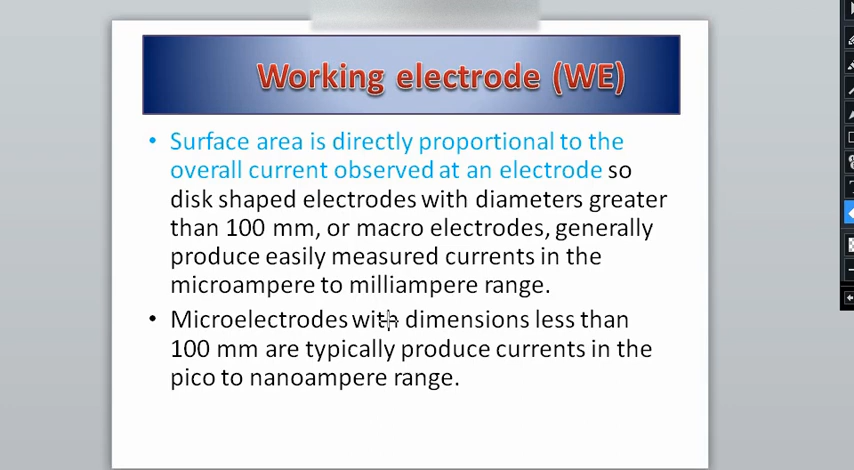 Working electrode (WE)
• Surface area is directly proportional to the
overall current observed at an electrode so
disk shaped electrodes with diameters greater
than 100 mm, or macro electrodes, generally
produce easily measured currents in the
microampere to milliampere range.
• Microelectrodes with dimensions less than
100 mm are typically produce currents in the
pico to nanoampere range.